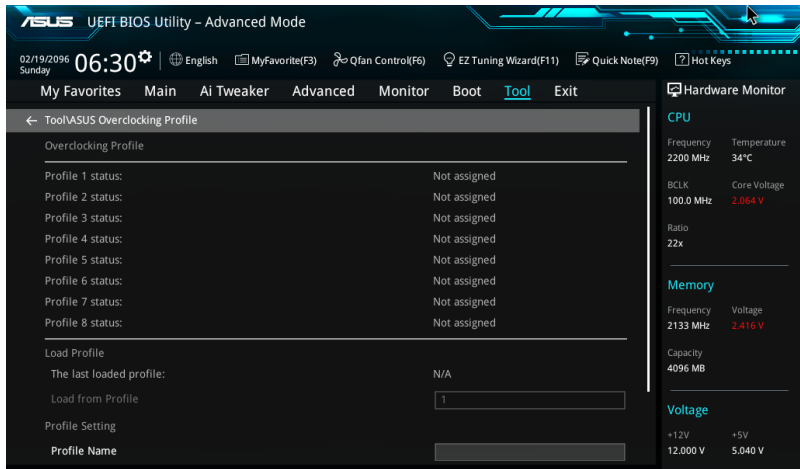 ASUS UEFI BIOS Utility – Advanced Mode
02/19/2096
Sunday
06:30
English
MyFavorite(F3)
Qfan Control(F6)
EZ Tuning Wizard(F11)
Quick Note(F9)
? Hot Keys
My Favorites Main Ai Tweaker Advanced Monitor Boot Tool Exit
← Tool\ASUS Overclocking Profile
Overclocking Profile
Profile 1 status: Not assigned
Profile 2 status: Not assigned
Profile 3 status: Not assigned
Profile 4 status: Not assigned
Profile 5 status: Not assigned
Profile 6 status: Not assigned
Profile 7 status: Not assigned
Profile 8 status: Not assigned
Load Profile
The last loaded profile: N/A
Load from Profile 1
Profile Setting
Profile Name
Hardware Monitor
CPU
Frequency Temperature
2200 MHz 34°C
BCLK Core Voltage
100.0 MHz 2.064 V
Ratio
22x
Memory
Frequency Voltage
2133 MHz 2.416 V
Capacity
4096 MB
Voltage
+12V +5V
12.000 V 5.040 V